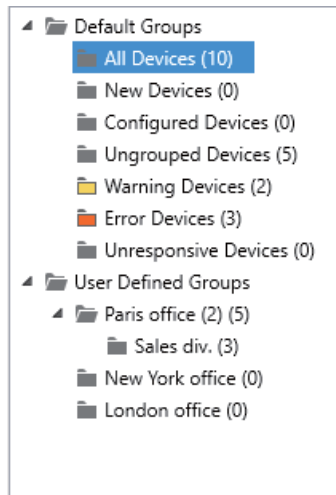 Default Groups
All Devices (10)
New Devices (0)
Configured Devices (0)
Ungrouped Devices (5)
Warning Devices (2)
Error Devices (3)
Unresponsive Devices (0)
User Defined Groups
Paris office (2) (5)
Sales div. (3)
New York office (0)
London office (0)